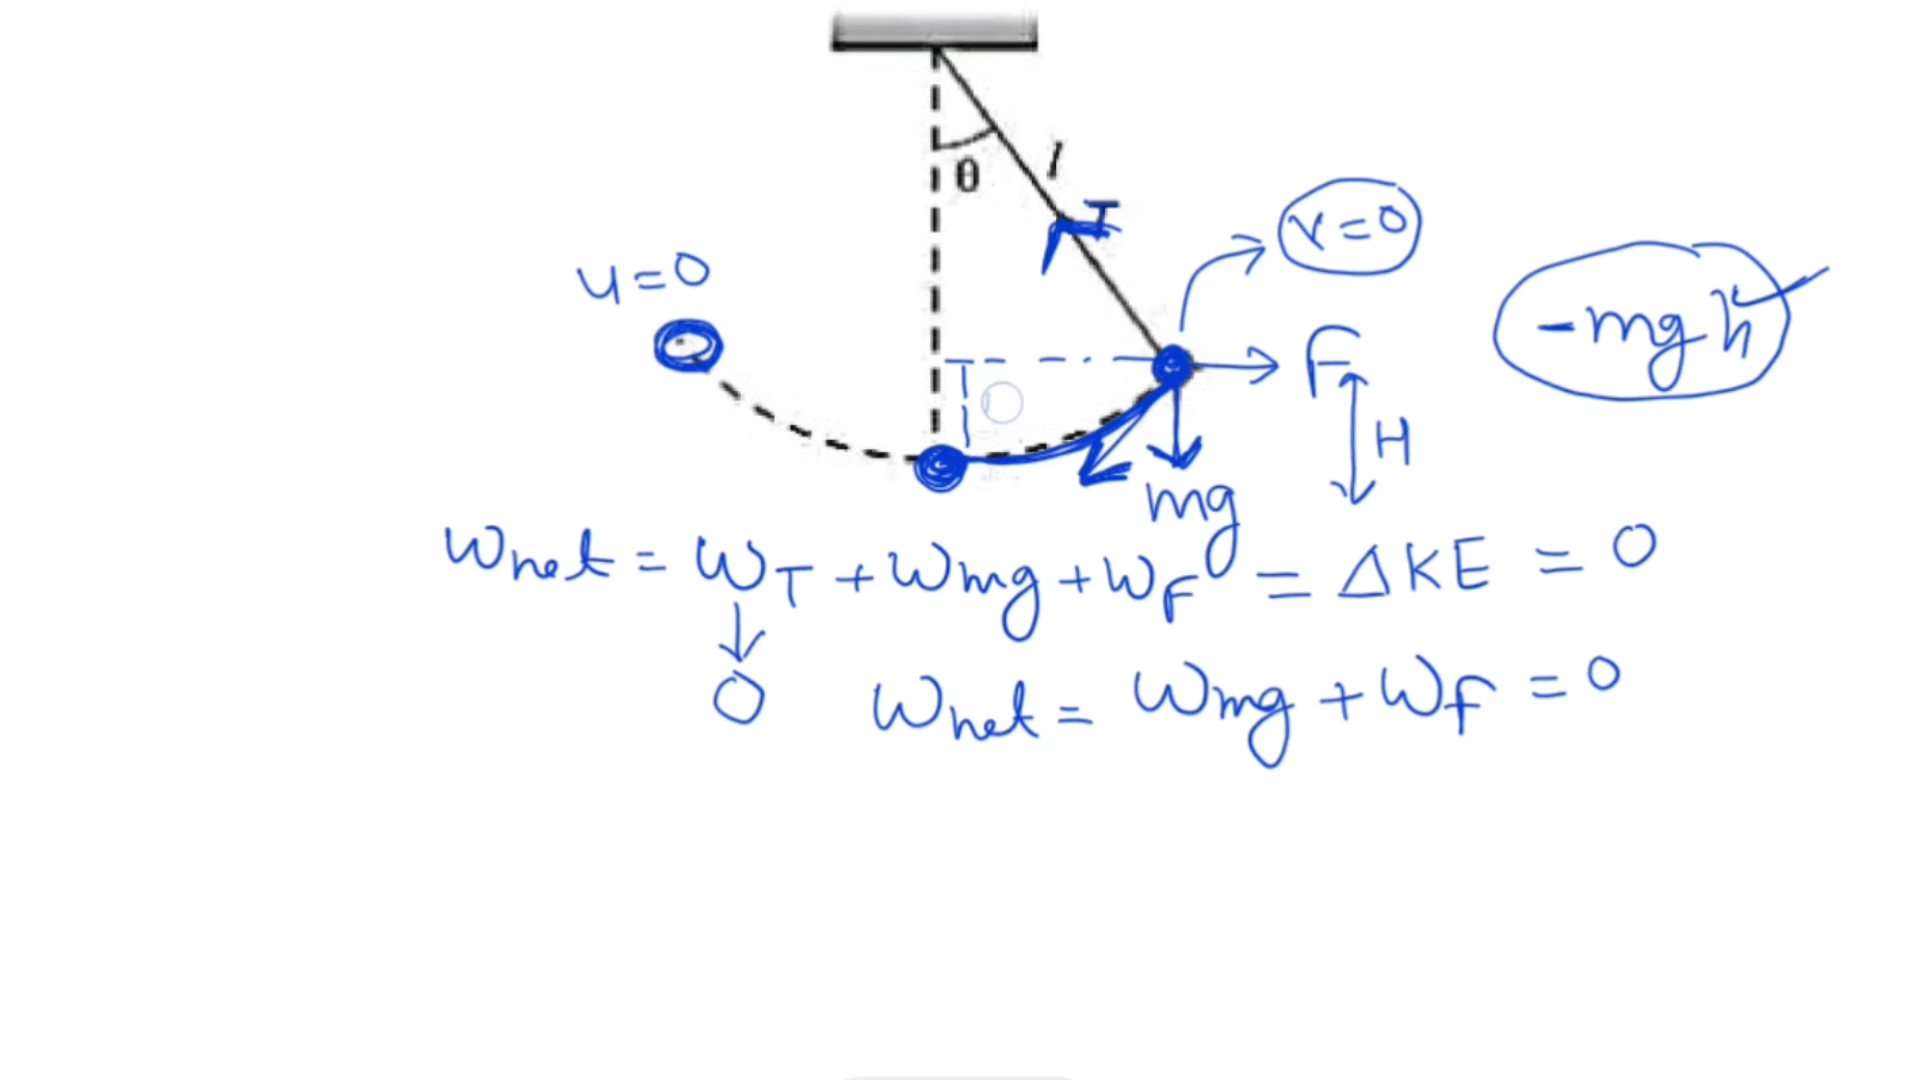 θ
l
T
u=0
v=0
-mgh
F
H
mg
Wnet = WT + Wmg + WF = ΔKE = 0
0
Wnet = Wmg + WF = 0